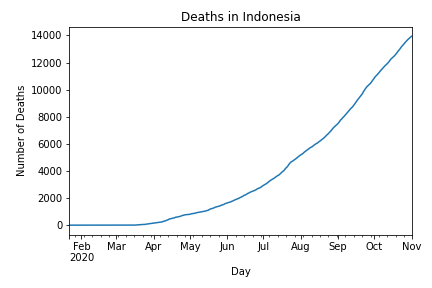 Deaths in Indonesia
14000
12000
10000
8000
6000
4000
2000
0
Number of Deaths
Feb Mar Apr May Jun Jul Aug Sep Oct Nov
2020
Day